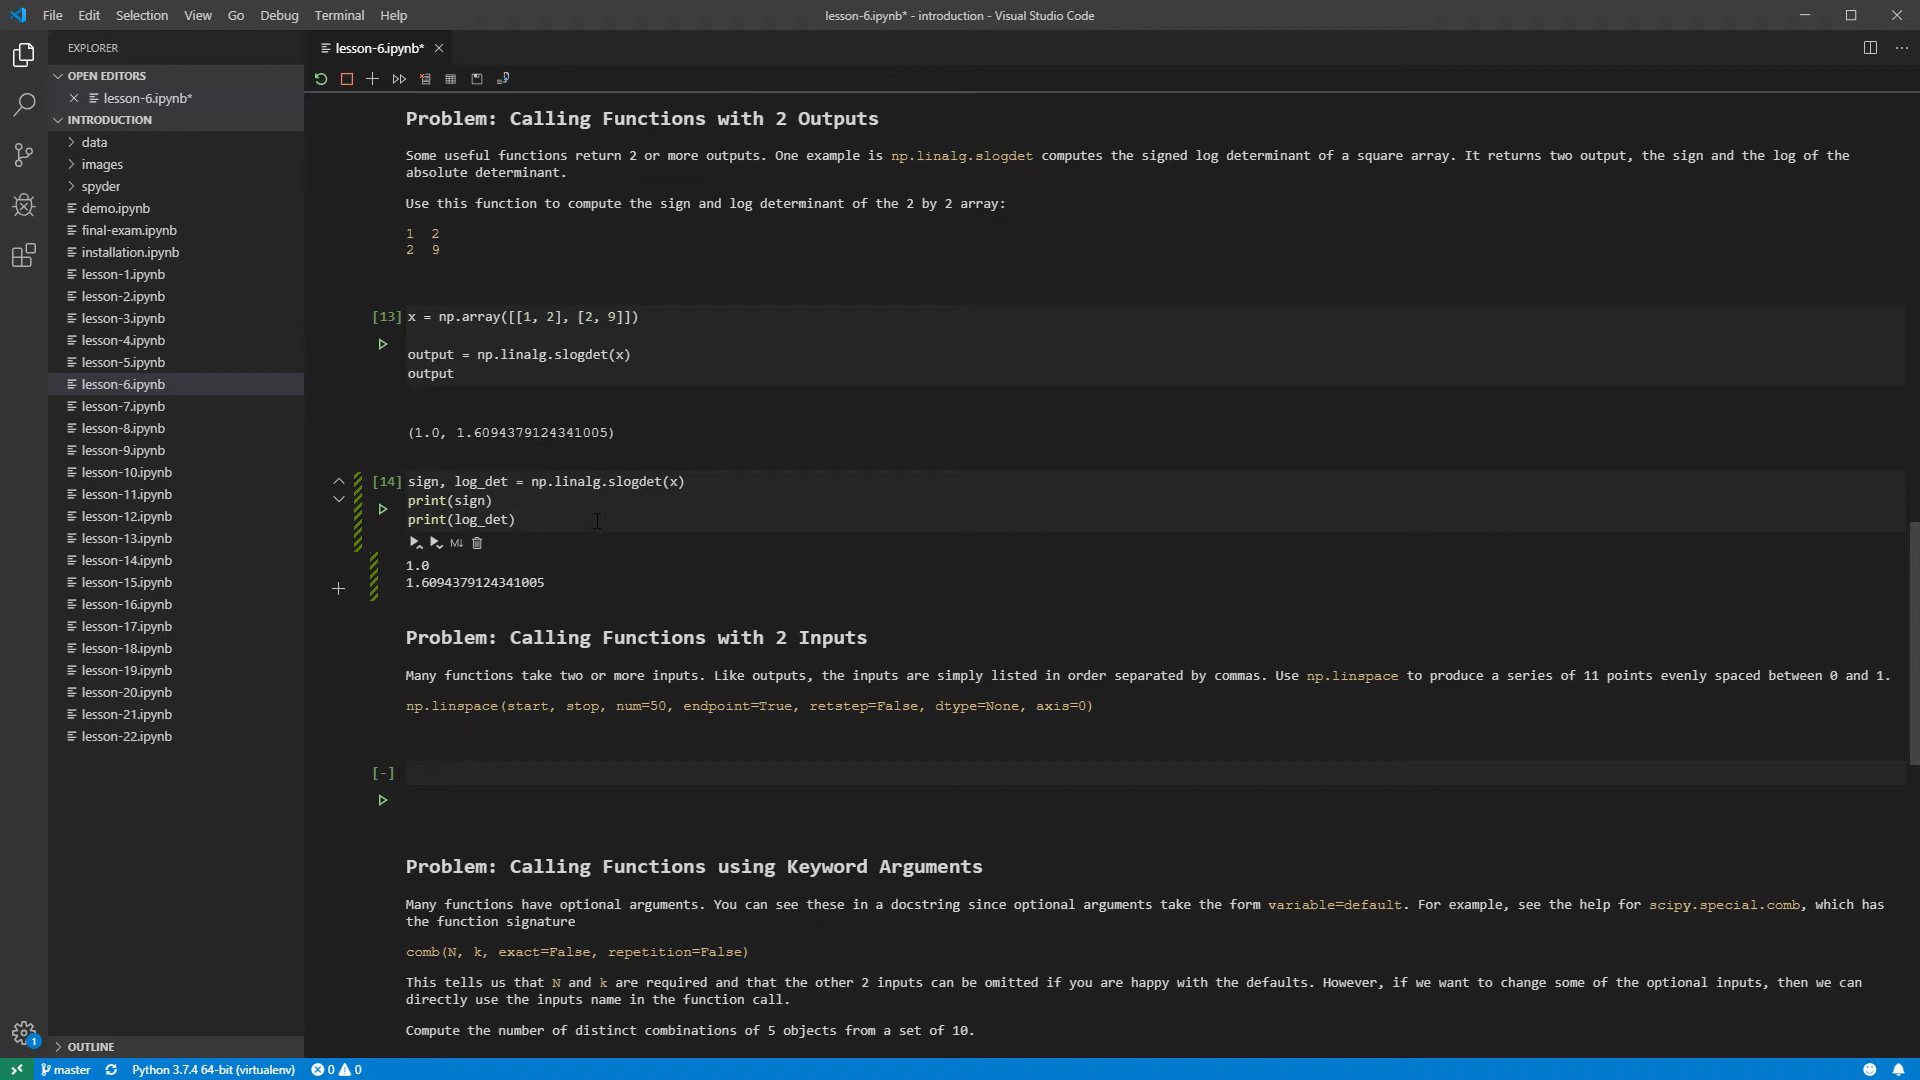 File Edit Selection View Go Debug Terminal Help
lesson-6.ipynb* - introduction - Visual Studio Code
EXPLORER
OPEN EDITORS
lesson-6.ipynb*
INTRODUCTION
data
images
spyder
demo.ipynb
final-exam.ipynb
installation.ipynb
lesson-1.ipynb
lesson-2.ipynb
lesson-3.ipynb
lesson-4.ipynb
lesson-5.ipynb
lesson-6.ipynb
lesson-7.ipynb
lesson-8.ipynb
lesson-9.ipynb
lesson-10.ipynb
lesson-11.ipynb
lesson-12.ipynb
lesson-13.ipynb
lesson-14.ipynb
lesson-15.ipynb
lesson-16.ipynb
lesson-17.ipynb
lesson-18.ipynb
lesson-19.ipynb
lesson-20.ipynb
lesson-21.ipynb
lesson-22.ipynb
OUTLINE
lesson-6.ipynb*
Problem: Calling Functions with 2 Outputs
Some useful functions return 2 or more outputs. One example is np.linalg.slogdet computes the signed log determinant of a square array. It returns two output, the sign and the log of the
absolute determinant.
Use this function to compute the sign and log determinant of the 2 by 2 array:
1 2
2 9
[13] x = np.array([[1, 2], [2, 9]])
output = np.linalg.slogdet(x)
output
(1.0, 1.6094379124341005)
[14] sign, log_det = np.linalg.slogdet(x)
print(sign)
print(log_det)
M↓
1.0
1.6094379124341005
Problem: Calling Functions with 2 Inputs
Many functions take two or more inputs. Like outputs, the inputs are simply listed in order separated by commas. Use np.linspace to produce a series of 11 points evenly spaced between 0 and 1.
np.linspace(start, stop, num=50, endpoint=True, retstep=False, dtype=None, axis=0)
[-]
Problem: Calling Functions using Keyword Arguments
Many functions have optional arguments. You can see these in a docstring since optional arguments take the form variable=default. For example, see the help for scipy.special.comb, which has
the function signature
comb(N, k, exact=False, repetition=False)
This tells us that N and k are required and that the other 2 inputs can be omitted if you are happy with the defaults. However, if we want to change some of the optional inputs, then we can
directly use the inputs name in the function call.
Compute the number of distinct combinations of 5 objects from a set of 10.
1
master Python 3.7.4 64-bit (virtualenv) 0 0